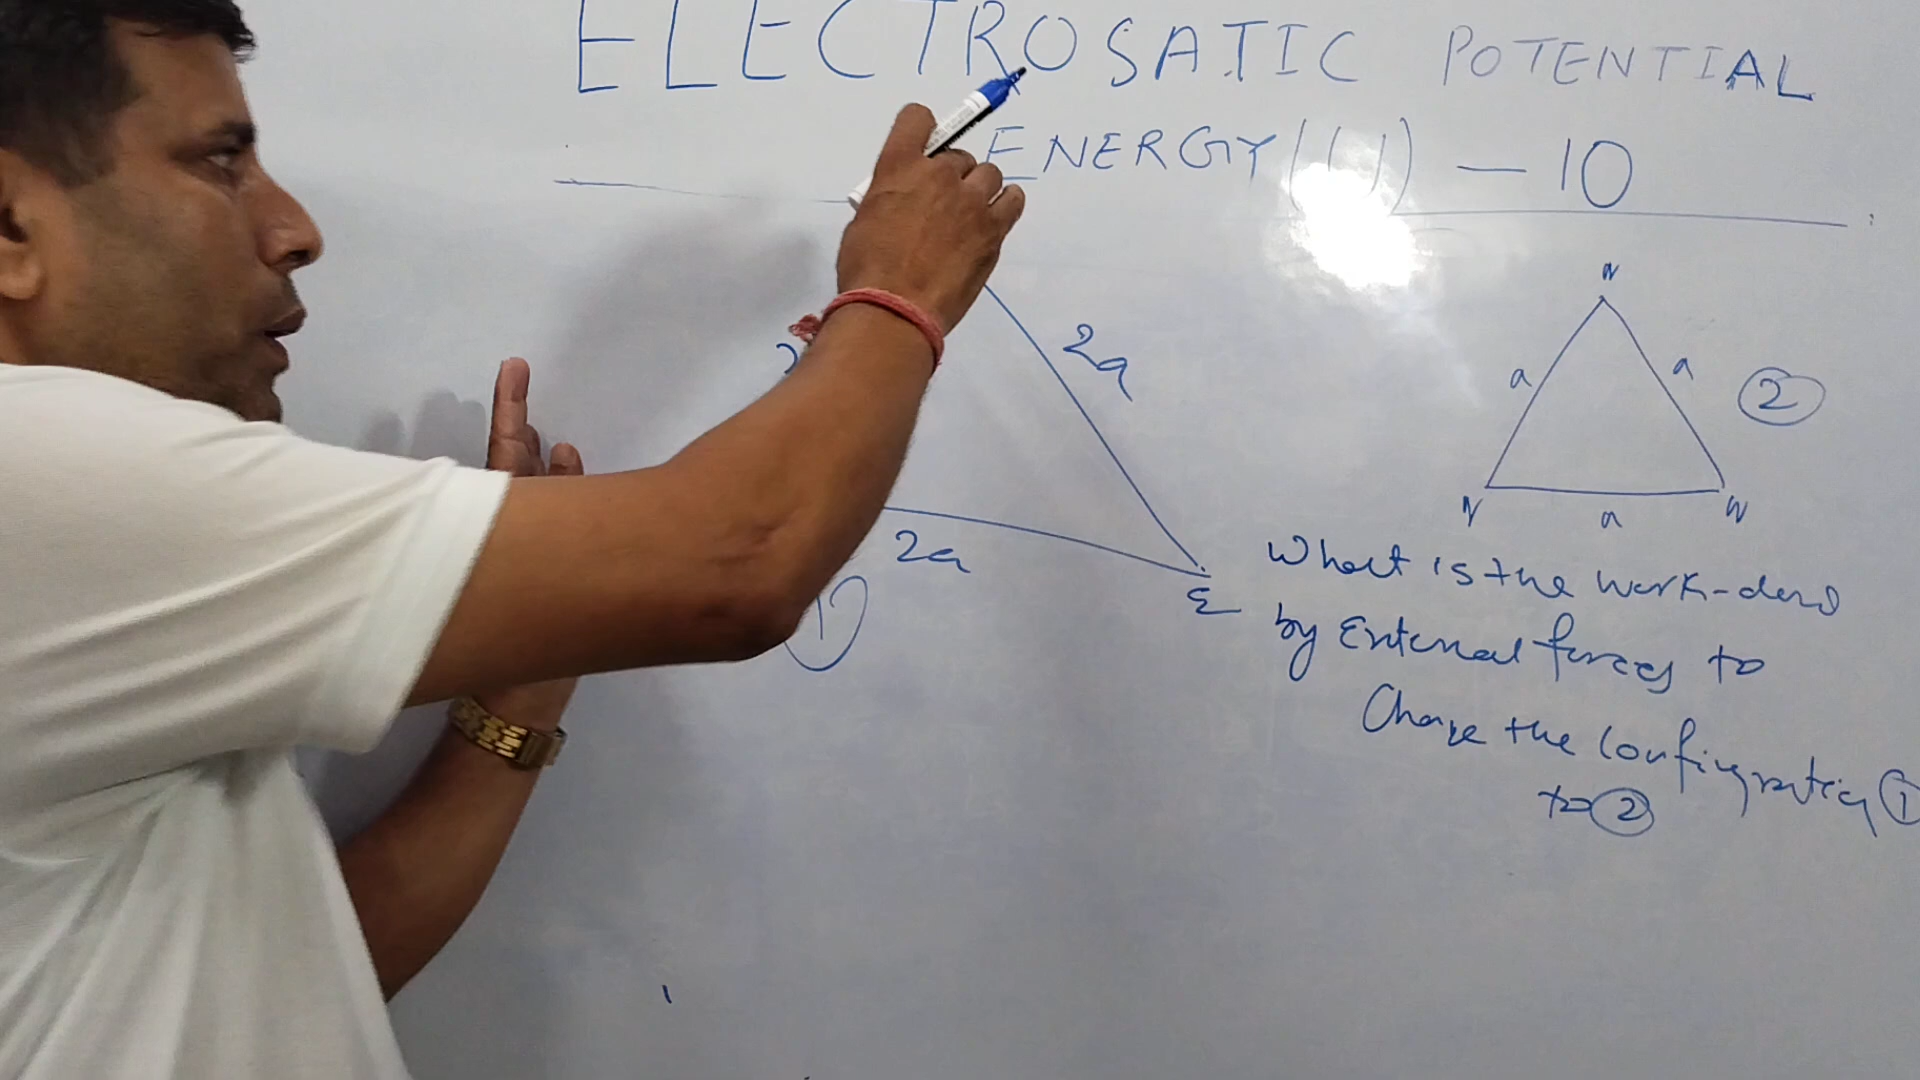 ELECTROSATIC POTENTIAL
ENERGY (11) — 10
2a
2a
1
a
a
a
2
What is the work-done
by External forces to
Change the Configuration 1
to 2